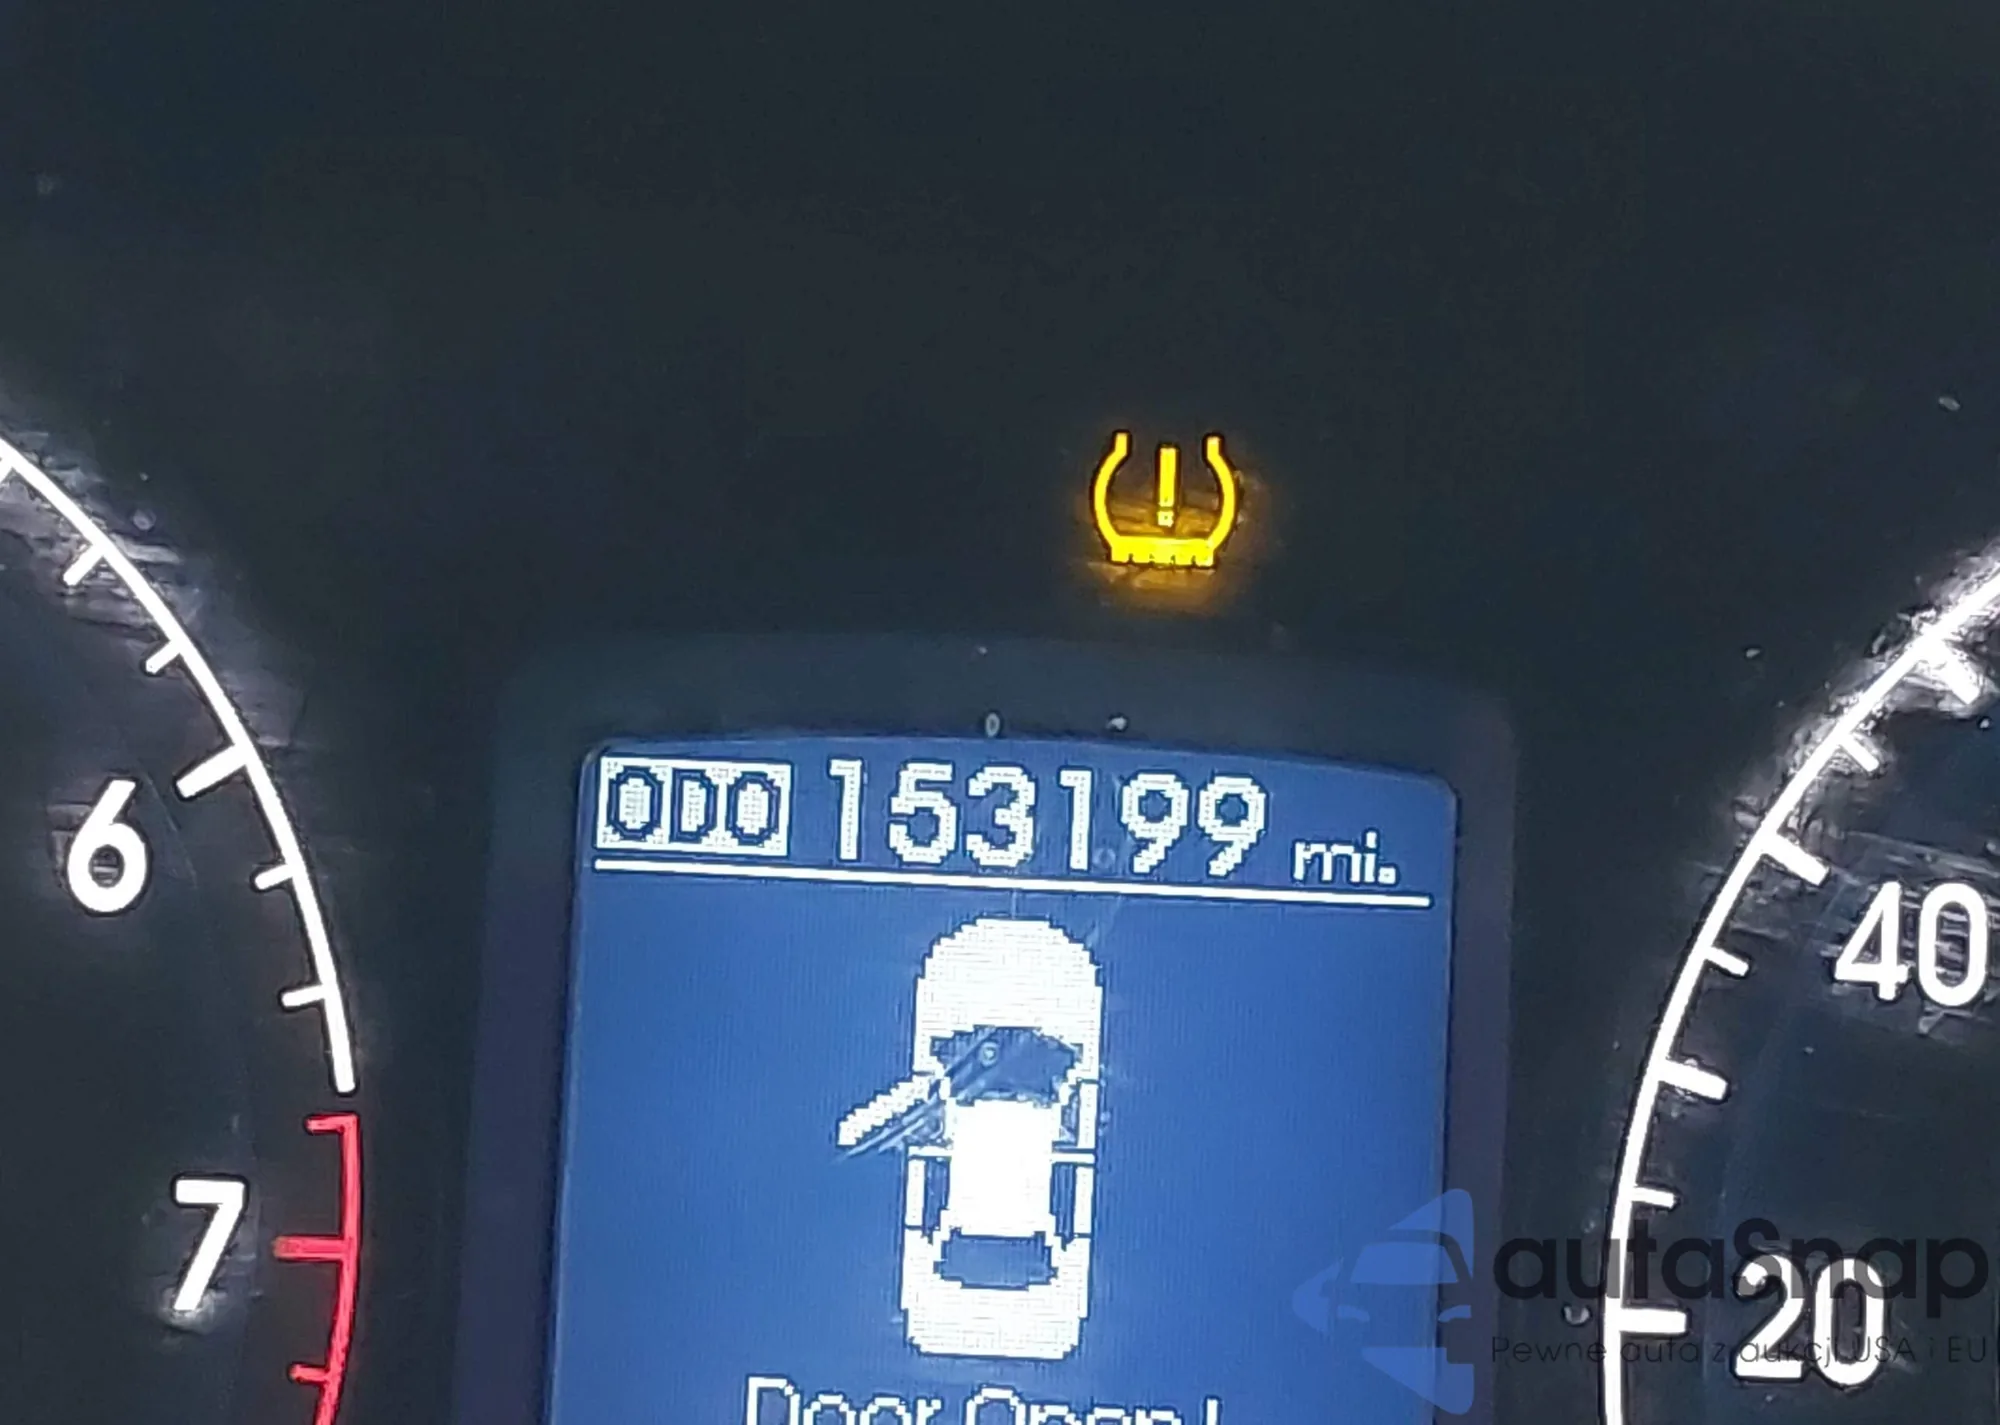 ODO 153199 mi.
6
40
7
20
Door Open!
autaSnap
Pewne auta z aukcji USA i EU